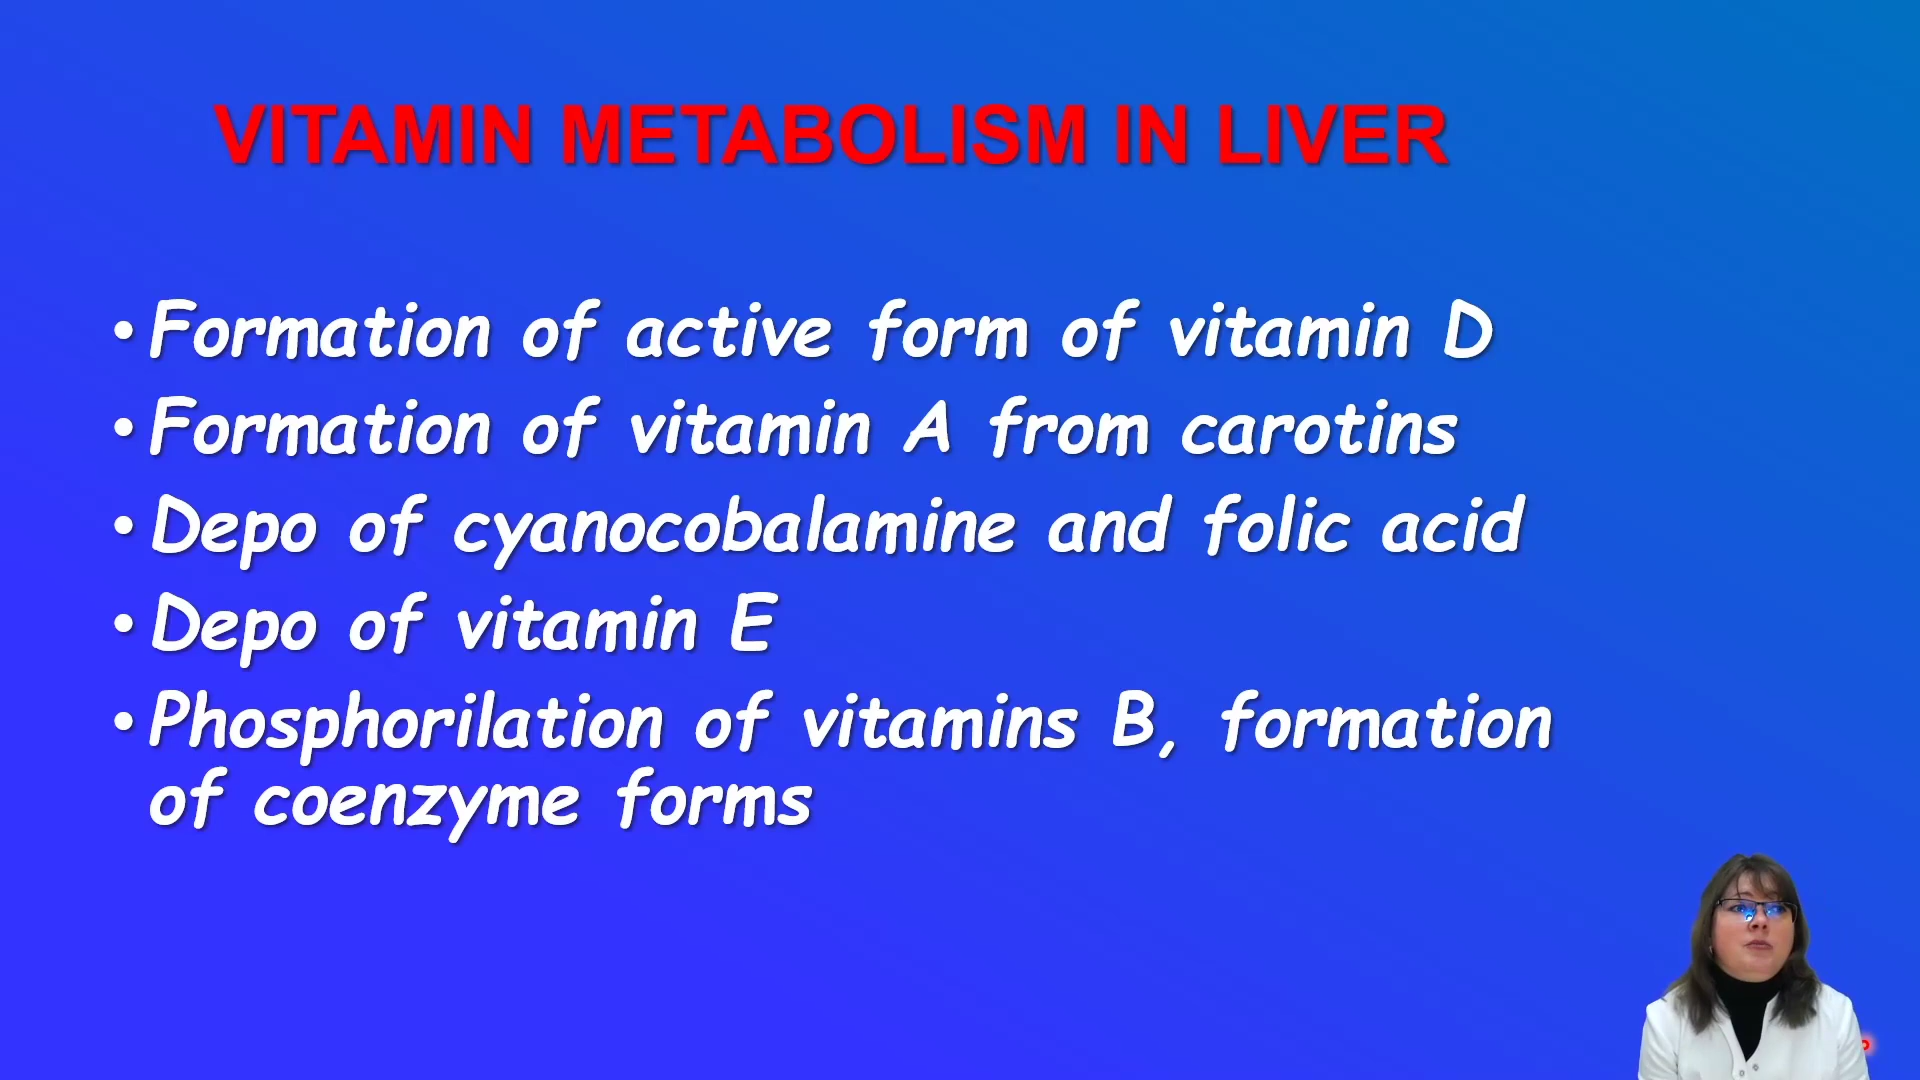 VITAMIN METABOLISM IN LIVER
• Formation of active form of vitamin D
• Formation of vitamin A from carotins
• Depo of cyanocobalamine and folic acid
• Depo of vitamin E
• Phosphorilation of vitamins B, formation
of coenzyme forms